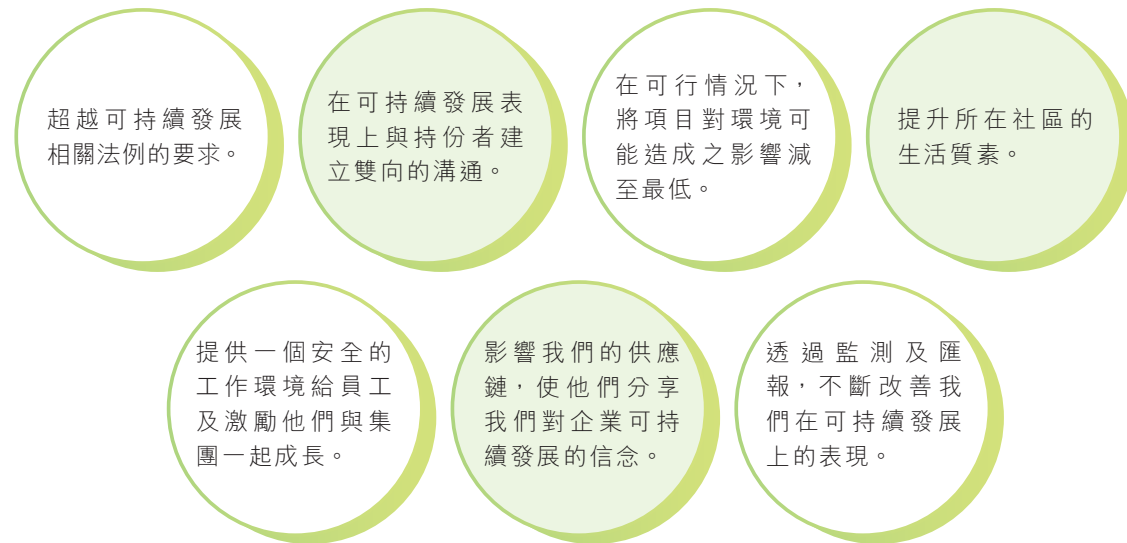 超越可持續發展
相關法例的要求。
在可持續發展表
現上與持份者建
立雙向的溝通。
在可行情況下，
將項目對環境可
能造成之影響減
至最低。
提升所在社區的
生活質素。
提供一個安全的
工作環境給員工
及激勵他們與集
團一起成長。
影響我們的供應
鏈，使他們分享
我們對企業可持
續發展的信念。
透過監測及匯
報，不斷改善我
們在可持續發展
上的表現。